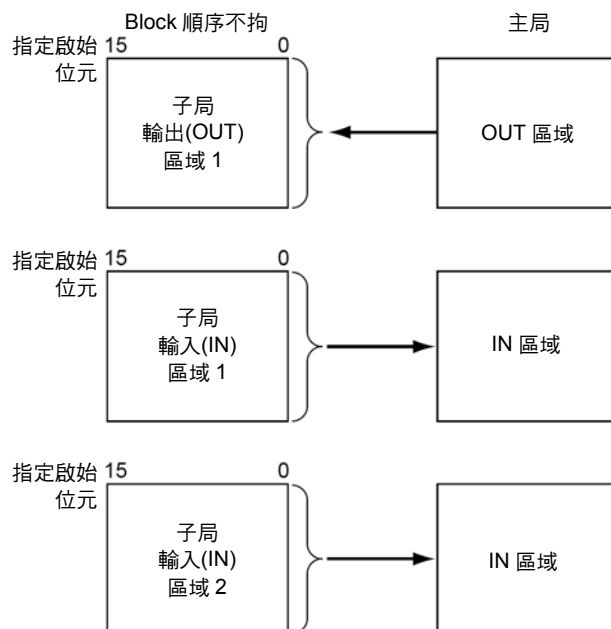 Block 順序不拘
主局
指定啟始 15 0
位元
子局
輸出(OUT)
區域 1
OUT 區域
指定啟始 15 0
位元
子局
輸入(IN)
區域 1
IN 區域
指定啟始 15 0
位元
子局
輸入(IN)
區域 2
IN 區域